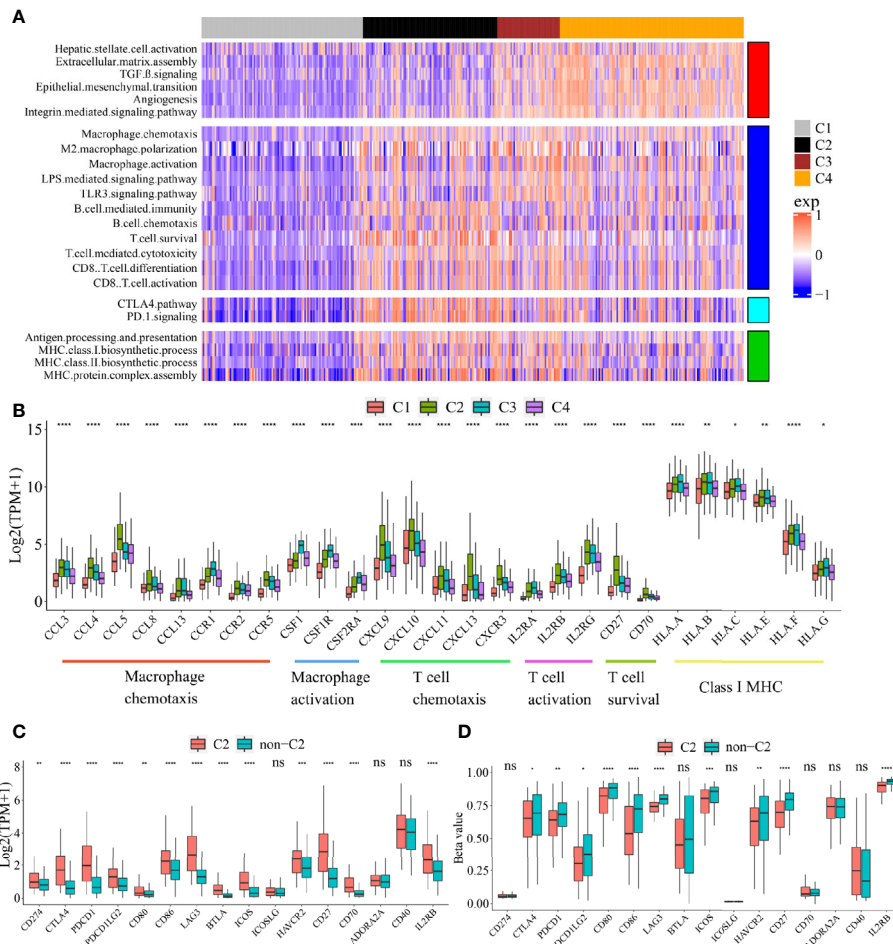 A
Hepatic.stellate.cell.activation
Extracellular.matrix.assembly
TGF.ß.signaling
Epithelial.mesenchymal.transition
Angiogenesis
Integrin.mediated.signaling.pathway
Macrophage.chemotaxis
M2.macrophage.polarization
Macrophage.activation
LPS.mediated.signaling.pathway
TLR3.signaling.pathway
B.cell.mediated.immunity
B.cell.chemotaxis
T.cell.survival
T.cell.mediated.cytotoxicity
CD8..T.cell.differentiation
CD8..T.cell.activation
CTLA4.pathway
PD.1.signaling
Antigen.processing.and.presentation
MHC.class.I.biosynthetic.process
MHC.class.II.biosynthetic.process
MHC.protein.complex.assembly
C1
C2
C3
C4
exp
1
0
−1
B
C1 C2 C3 C4
Log2(TPM+1)
15
10
5
0
**** **** **** **** **** **** **** **** **** **** **** **** **** **** **** **** **** **** **** **** **** **** ** * ** **** *
CCL3 CCL4 CCL5 CCL8 CCL13 CCR1 CCR2 CCR5 CSF1 CSF1R CSF2RA CXCL9 CXCL10 CXCL11 CXCL13 CXCR3 IL2RA IL2RB IL2RG CD27 CD70 HLA.A HLA.B HLA.C HLA.E HLA.F HLA.G
Macrophage chemotaxis
Macrophage activation
T cell chemotaxis
T cell activation
T cell survival
Class I MHC
C
C2 non−C2
Log2(TPM+1)
8
6
4
2
0
** **** **** **** ** **** **** **** **** ns *** **** **** ns ns ****
CD274 CTLA4 PDCD1 PDCD1LG2 CD80 CD86 LAG3 BTLA ICOS ICOSLG HAVCR2 CD27 CD70 ADORA2A CD40 IL2RB
D
C2 non−C2
Beta value
1.00
0.75
0.50
0.25
0.00
ns * ** * **** **** **** ns *** ns ** **** ns ns ns ****
CD274 CTLA4 PDCD1 PDCD1LG2 CD80 CD86 LAG3 BTLA ICOS ICOSLG HAVCR2 CD27 CD70 ADORA2A CD40 IL2RB